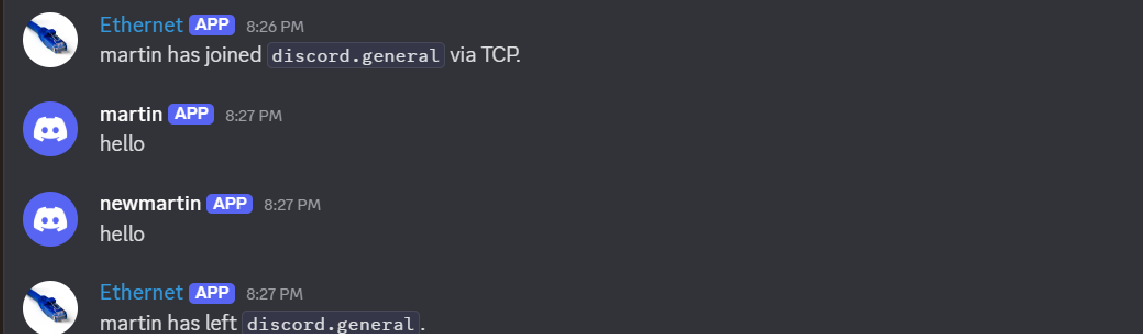 Ethernet APP 8:26 PM
martin has joined discord.general via TCP.
martin APP 8:27 PM
hello
newmartin APP 8:27 PM
hello
Ethernet APP 8:27 PM
martin has left discord.general.